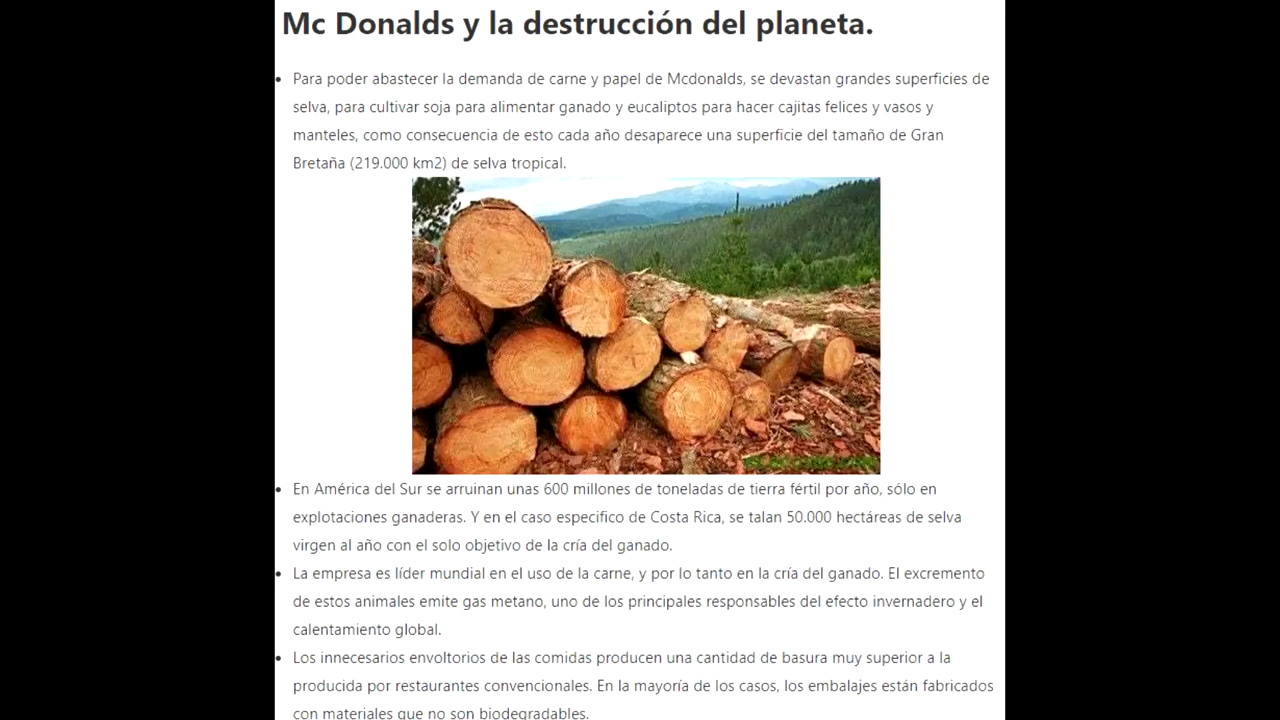 Mc Donalds y la destrucción del planeta.
Para poder abastecer la demanda de carne y papel de Mcdonalds, se devastan grandes superficies de
selva, para cultivar soja para alimentar ganado y eucaliptos para hacer cajitas felices y vasos y
manteles, como consecuencia de esto cada año desaparece una superficie del tamaño de Gran
Bretaña (219.000 km2) de selva tropical.
En América del Sur se arruinan unas 600 millones de toneladas de tierra fértil por año, sólo en
explotaciones ganaderas. Y en el caso especifico de Costa Rica, se talan 50.000 hectáreas de selva
virgen al año con el solo objetivo de la cría del ganado.
La empresa es líder mundial en el uso de la carne, y por lo tanto en la cría del ganado. El excremento
de estos animales emite gas metano, uno de los principales responsables del efecto invernadero y el
calentamiento global.
Los innecesarios envoltorios de las comidas producen una cantidad de basura muy superior a la
producida por restaurantes convencionales. En la mayoría de los casos, los embalajes están fabricados
con materiales que no son biodegradables.